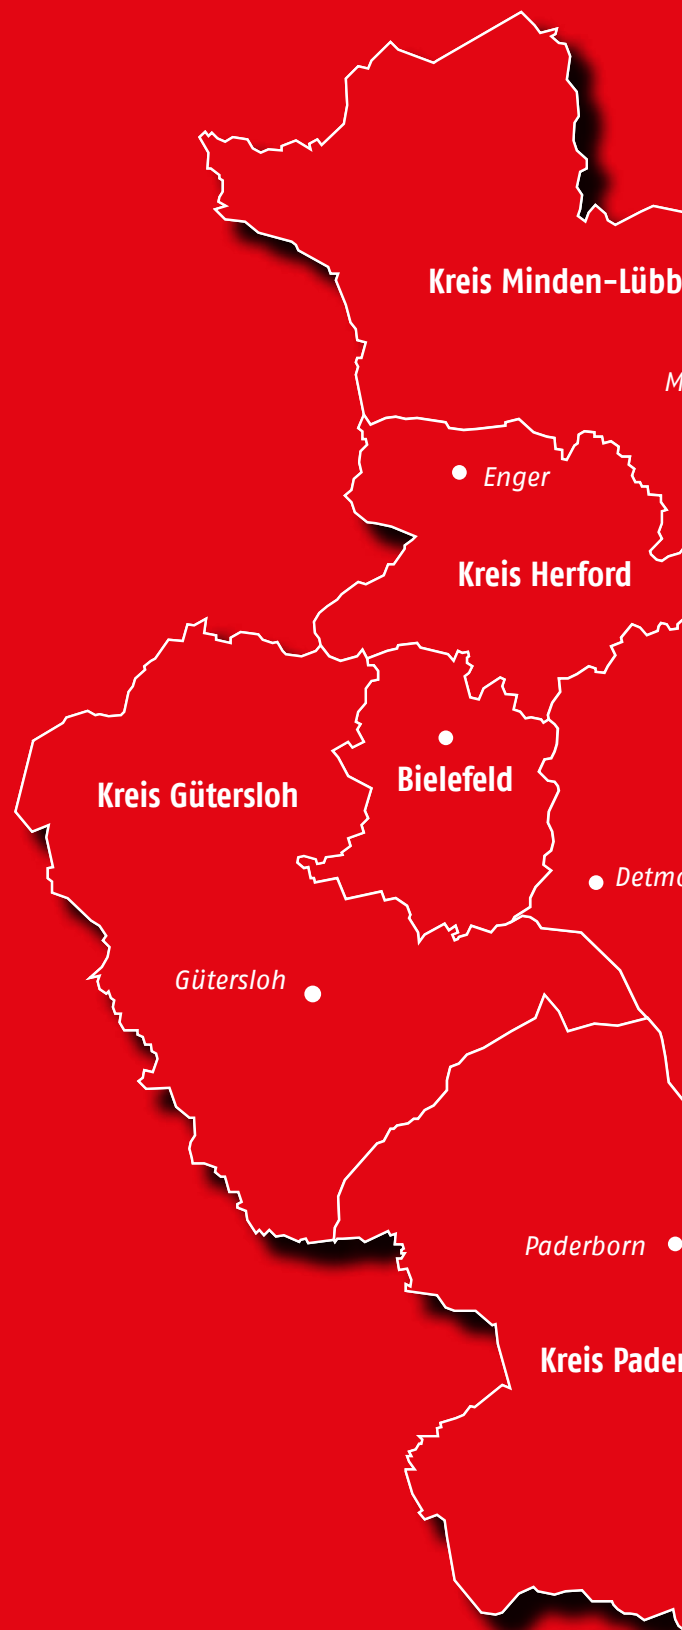 Kreis Minden-Lübb
M
Enger
Kreis Herford
Bielefeld
Kreis Gütersloh
Detmo
Gütersloh
Paderborn
Kreis Pader